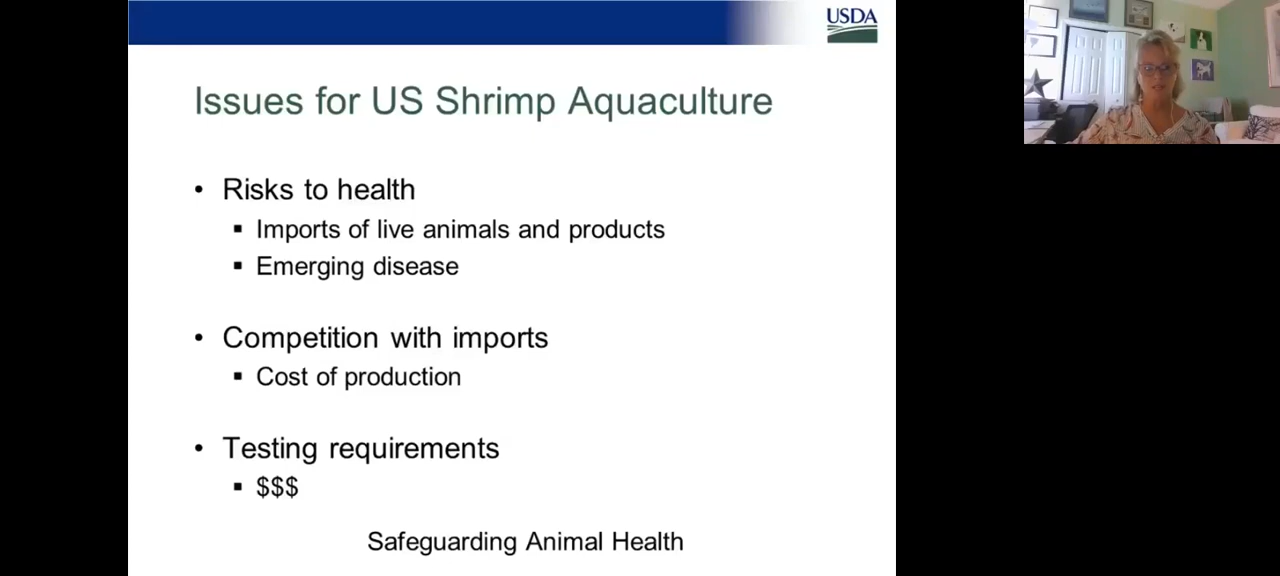 USDA
Issues for US Shrimp Aquaculture
• Risks to health
▪ Imports of live animals and products
▪ Emerging disease
• Competition with imports
▪ Cost of production
• Testing requirements
▪ $$$
Safeguarding Animal Health